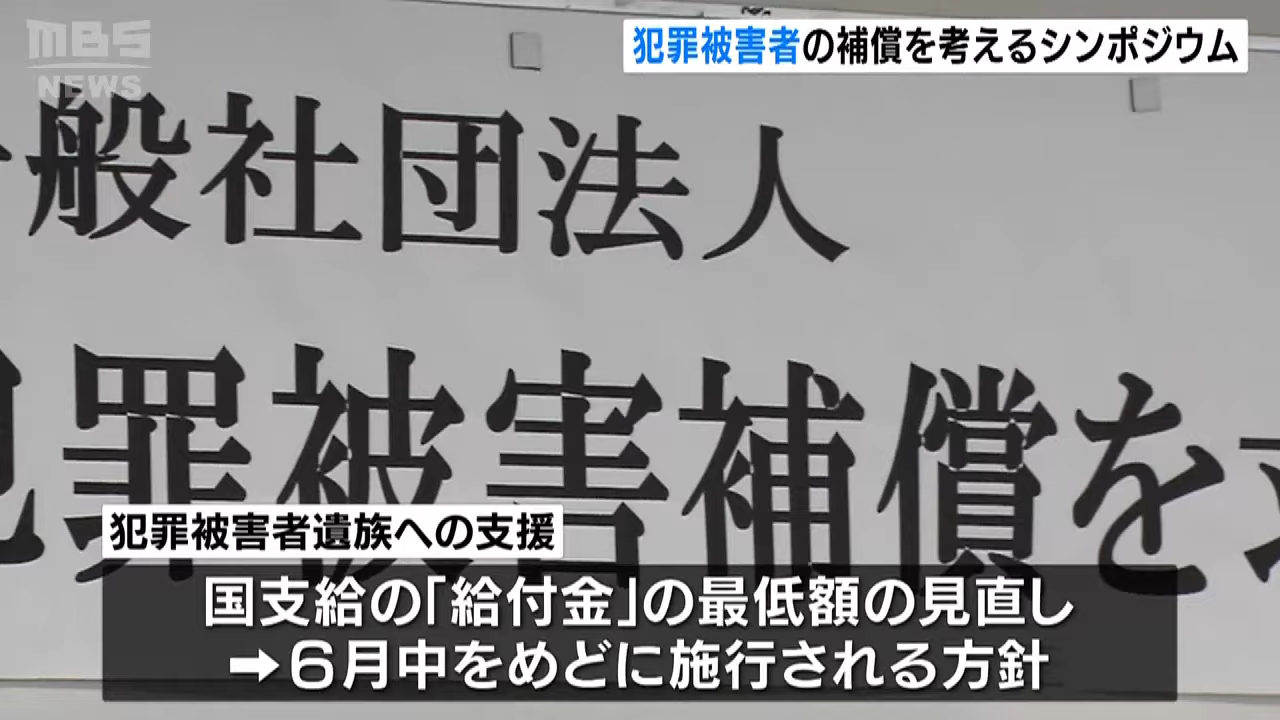 MBS
NEWS
犯罪被害者の補償を考えるシンポジウム
一般社団法人
犯罪被害補償を求
犯罪被害者遺族への支援
国支給の「給付金」の最低額の見直し
➡6月中をめどに施行される方針